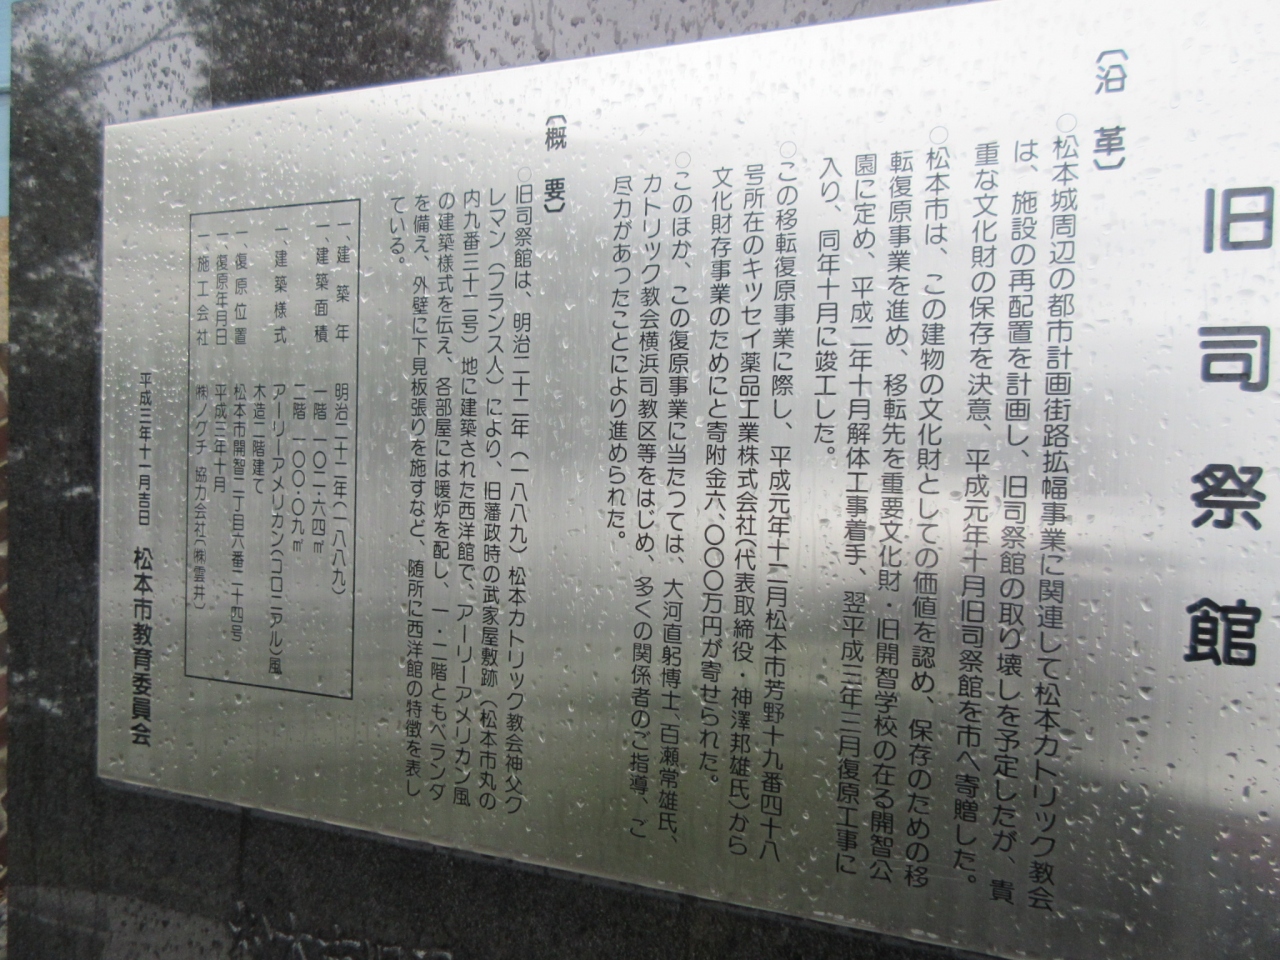 旧司祭館
〔沿革〕
○松本城周辺の都市計画街路拡幅事業に関連して松本カトリック教会
は、施設の再配置を計画し、旧司祭館の取り壊しを予定したが、貴
重な文化財の保存を決意、平成元年十月旧司祭館を市へ寄贈した。
○松本市は、この建物の文化財としての価値を認め、保存のための移
転復原事業を進め、移転先を重要文化財・旧開智学校の在る開智公
園に定め、平成二年十月解体工事着手、翌平成三年三月復原工事に
入り、同年十月に竣工した。
○この移転復原事業に際し、平成元年十二月松本市芳野十九番四十八
号所在のキッセイ薬品工業株式会社(代表取締役・神澤邦雄氏)から
文化財保存事業のためにと寄附金六、〇〇〇万円が寄せられた。
○このほか、この復原事業に当たつては、大河直躬博士、百瀬常雄氏、
カトリック教会横浜司教区等をはじめ、多くの関係者のご指導、ご
尽力があったことにより進められた。
〔概要〕
○旧司祭館は、明治二十二年(一八八九)松本カトリック教会神父ク
レマン(フランス人)により、旧藩政時の武家屋敷跡(松本市丸の
内九番三十二号)地に建築された西洋館で、アーリーアメリカン風
の建築様式を伝え、各部屋には暖炉を配し、一・二階ともベランダ
を備え、外壁に下見板張りを施すなど、随所に西洋館の特徴を表し
ている。
一、建築年 明治二十二年(一八八九)
一、建築面積 一階 一〇二・六四㎡
二階 一〇〇・〇九㎡
一、建築様式 アーリーアメリカン(コロニアル)風
木造二階建て
一、復原位置 松本市開智二丁目六番二十四号
一、復原年月日 平成三年十月
一、施工会社 ㈱ノグチ 協力会社(㈱雲井)
平成三年十一月吉日 松本市教育委員会